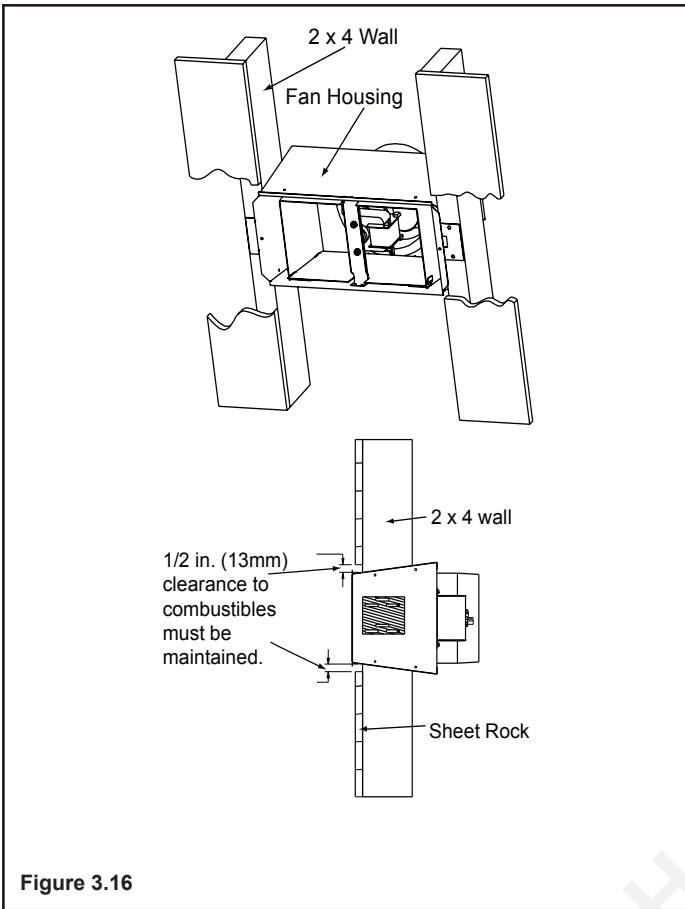 2 x 4 Wall
Fan Housing
2 x 4 wall
1/2 in. (13mm)
clearance to
combustibles
must be
maintained.
Sheet Rock
Figure 3.16